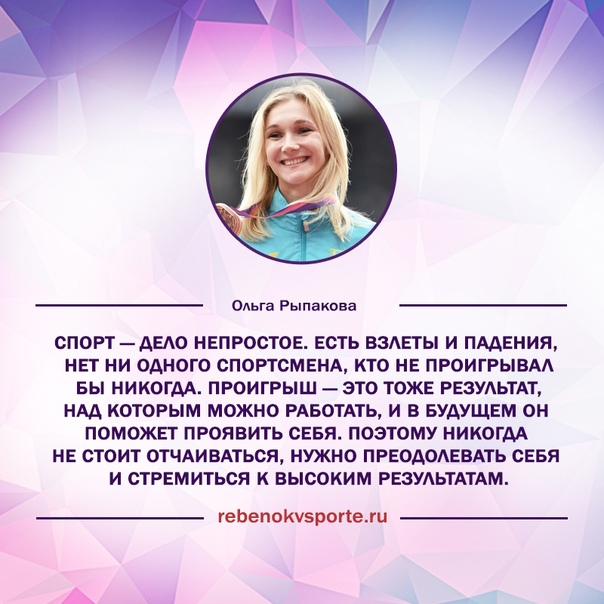 Ольга Рыпакова
СПОРТ — ДЕЛО НЕПРОСТОЕ. ЕСТЬ ВЗЛЕТЫ И ПАДЕНИЯ,
НЕТ НИ ОДНОГО СПОРТСМЕНА, КТО НЕ ПРОИГРЫВАЛ
БЫ НИКОГДА. ПРОИГРЫШ — ЭТО ТОЖЕ РЕЗУЛЬТАТ,
НАД КОТОРЫМ МОЖНО РАБОТАТЬ, И В БУДУЩЕМ ОН
ПОМОЖЕТ ПРОЯВИТЬ СЕБЯ. ПОЭТОМУ НИКОГДА
НЕ СТОИТ ОТЧАИВАТЬСЯ, НУЖНО ПРЕОДОЛЕВАТЬ СЕБЯ
И СТРЕМИТЬСЯ К ВЫСОКИМ РЕЗУЛЬТАТАМ.
rebenokvsporte.ru